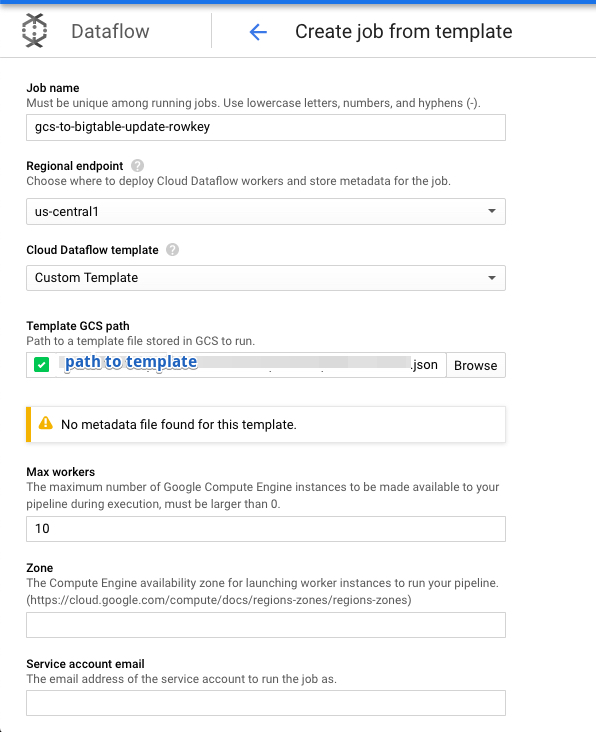 Dataflow
Create job from template
Job name
Must be unique among running jobs. Use lowercase letters, numbers, and hyphens (-).
gcs-to-bigtable-update-rowkey
Regional endpoint ?
Choose where to deploy Cloud Dataflow workers and store metadata for the job.
us-central1
Cloud Dataflow template ?
Custom Template
Template GCS path
Path to a template file stored in GCS to run.
path to template .json Browse
No metadata file found for this template.
Max workers
The maximum number of Google Compute Engine instances to be made available to your
pipeline during execution, must be larger than 0.
10
Zone
The Compute Engine availability zone for launching worker instances to run your pipeline.
(https://cloud.google.com/compute/docs/regions-zones/regions-zones)
Service account email
The email address of the service account to run the job as.